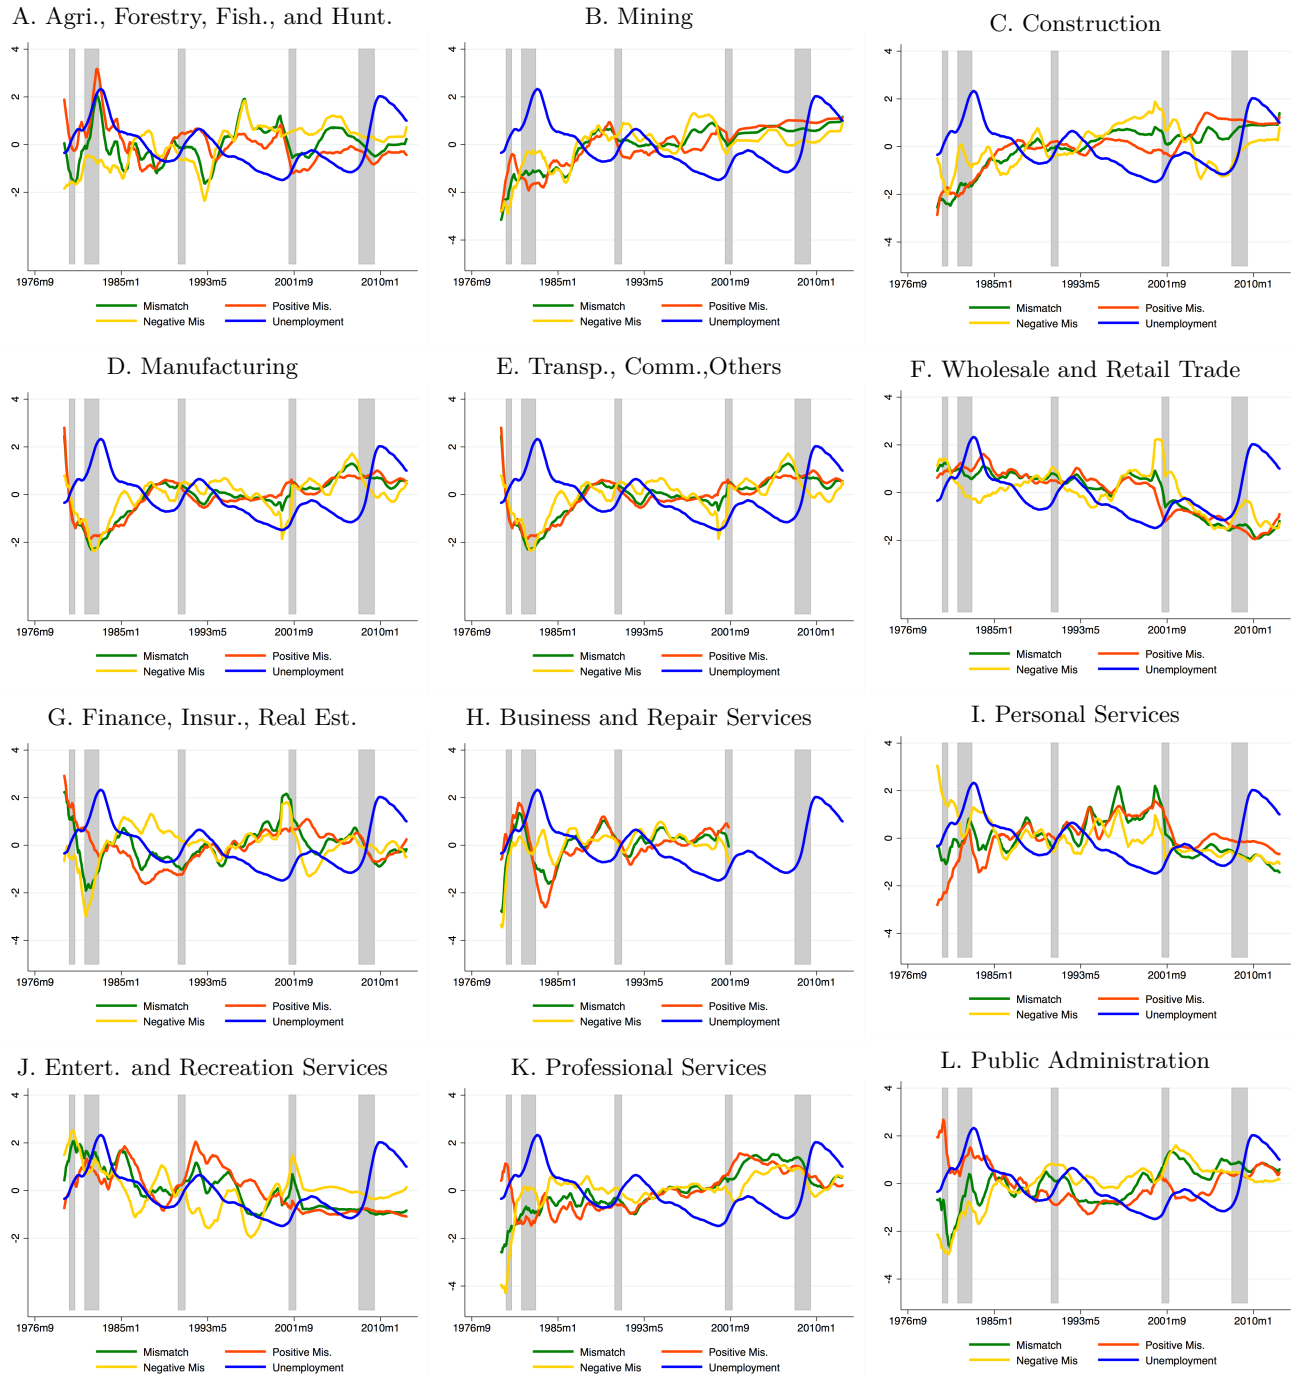 A. Agri., Forestry, Fish., and Hunt.
4
2
0
-2
1976m9 1985m1 1993m5 2001m9 2010m1
Mismatch Positive Mis.
Negative Mis Unemployment
B. Mining
4
2
0
-2
-4
1976m9 1985m1 1993m5 2001m9 2010m1
Mismatch Positive Mis.
Negative Mis Unemployment
C. Construction
4
2
0
-2
-4
1976m9 1985m1 1993m5 2001m9 2010m1
Mismatch Positive Mis.
Negative Mis Unemployment
D. Manufacturing
4
2
0
-2
1976m9 1985m1 1993m5 2001m9 2010m1
Mismatch Positive Mis.
Negative Mis Unemployment
E. Transp., Comm.,Others
4
2
0
-2
1976m9 1985m1 1993m5 2001m9 2010m1
Mismatch Positive Mis.
Negative Mis Unemployment
F. Wholesale and Retail Trade
4
2
0
-2
1976m9 1985m1 1993m5 2001m9 2010m1
Mismatch Positive Mis.
Negative Mis Unemployment
G. Finance, Insur., Real Est.
4
2
0
-2
-4
1976m9 1985m1 1993m5 2001m9 2010m1
Mismatch Positive Mis.
Negative Mis Unemployment
H. Business and Repair Services
4
2
0
-2
-4
1976m9 1985m1 1993m5 2001m9 2010m1
Mismatch Positive Mis.
Negative Mis Unemployment
I. Personal Services
4
2
0
-2
-4
1976m9 1985m1 1993m5 2001m9 2010m1
Mismatch Positive Mis.
Negative Mis Unemployment
J. Entert. and Recreation Services
4
2
0
-2
1976m9 1985m1 1993m5 2001m9 2010m1
Mismatch Positive Mis.
Negative Mis Unemployment
K. Professional Services
4
2
0
-2
-4
1976m9 1985m1 1993m5 2001m9 2010m1
Mismatch Positive Mis.
Negative Mis Unemployment
L. Public Administration
4
2
0
-2
-4
1976m9 1985m1 1993m5 2001m9 2010m1
Mismatch Positive Mis.
Negative Mis Unemployment